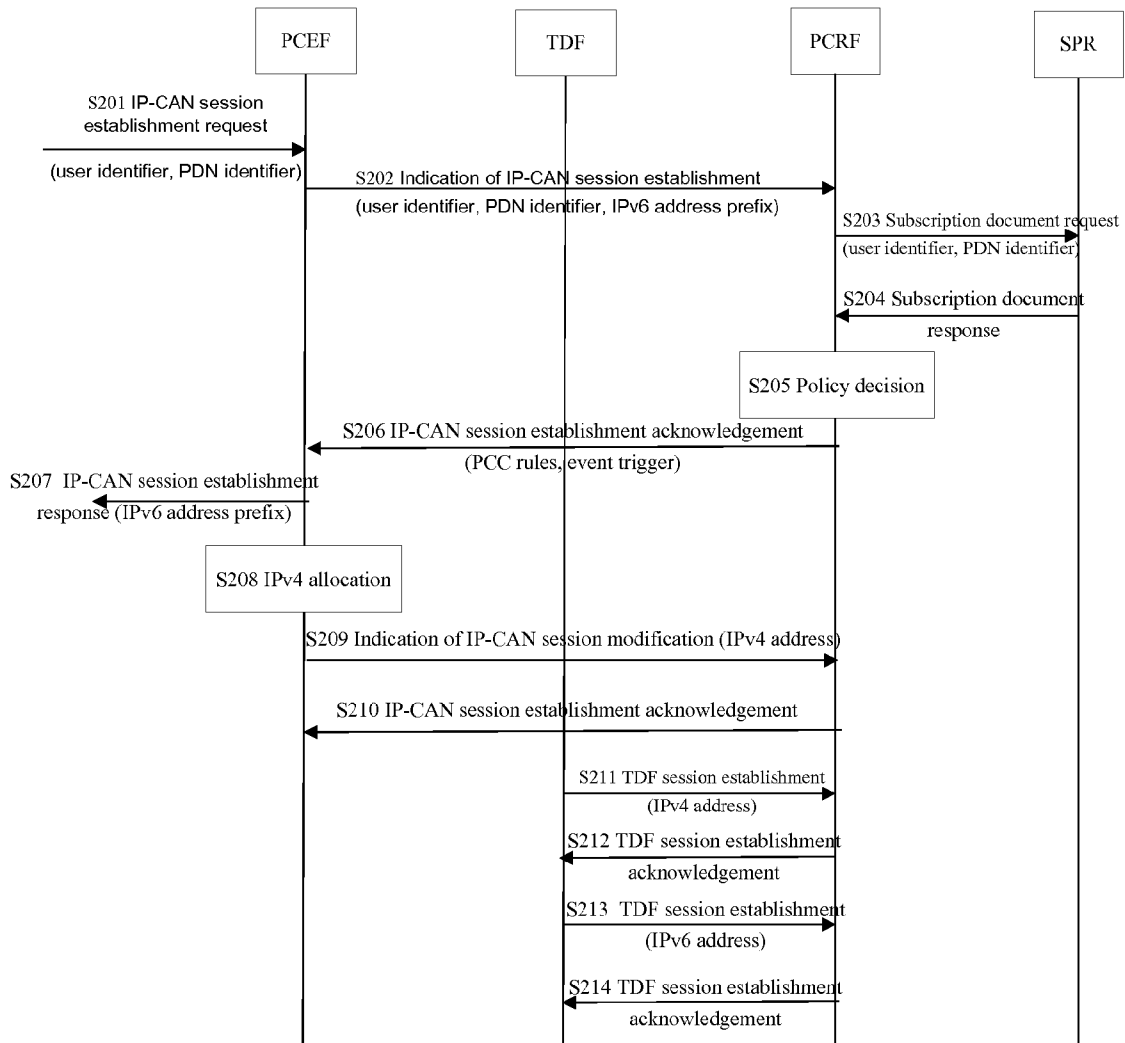 PCEF
TDF
PCRF
SPR
S201 IP-CAN session
establishment request
(user identifier, PDN identifier)
S202 Indication of IP-CAN session establishment
(user identifier, PDN identifier, IPv6 address prefix)
S203 Subscription document request
(user identifier, PDN identifier)
S204 Subscription document
response
S205 Policy decision
S206 IP-CAN session establishment acknowledgement
(PCC rules, event trigger)
S207 IP-CAN session establishment
response (IPv6 address prefix)
S208 IPv4 allocation
S209 Indication of IP-CAN session modification (IPv4 address)
S210 IP-CAN session establishment acknowledgement
S211 TDF session establishment
(IPv4 address)
S212 TDF session establishment
acknowledgement
S213 TDF session establishment
(IPv6 address)
S214 TDF session establishment
acknowledgement